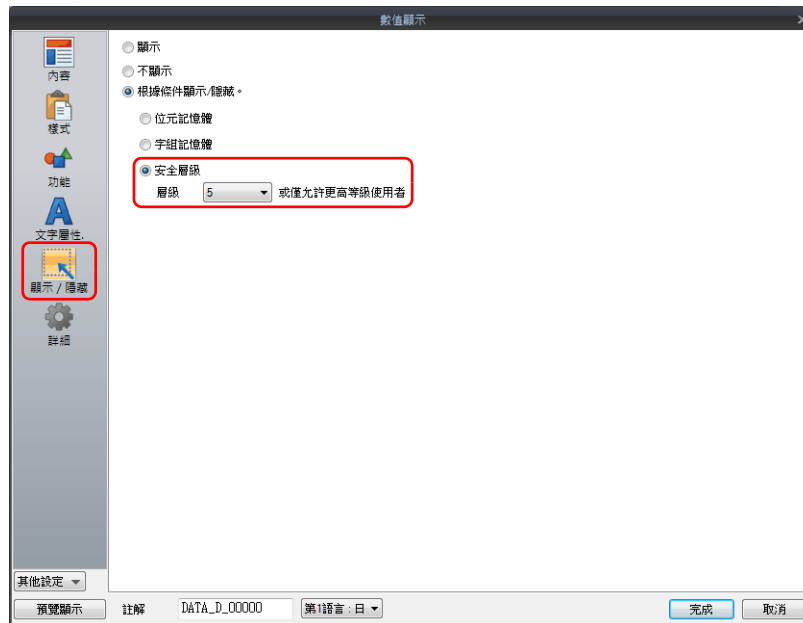 數值顯示
內容
樣式
功能
文字屬性.
顯示 / 隱藏
詳細
顯示
不顯示
根據條件顯示/隱藏。
位元記憶體
字組記憶體
安全層級
層級 5 或僅允許更高等級使用者
其他設定
預覽顯示 註解 DATA_D_00000 第1語言:日 完成 取消